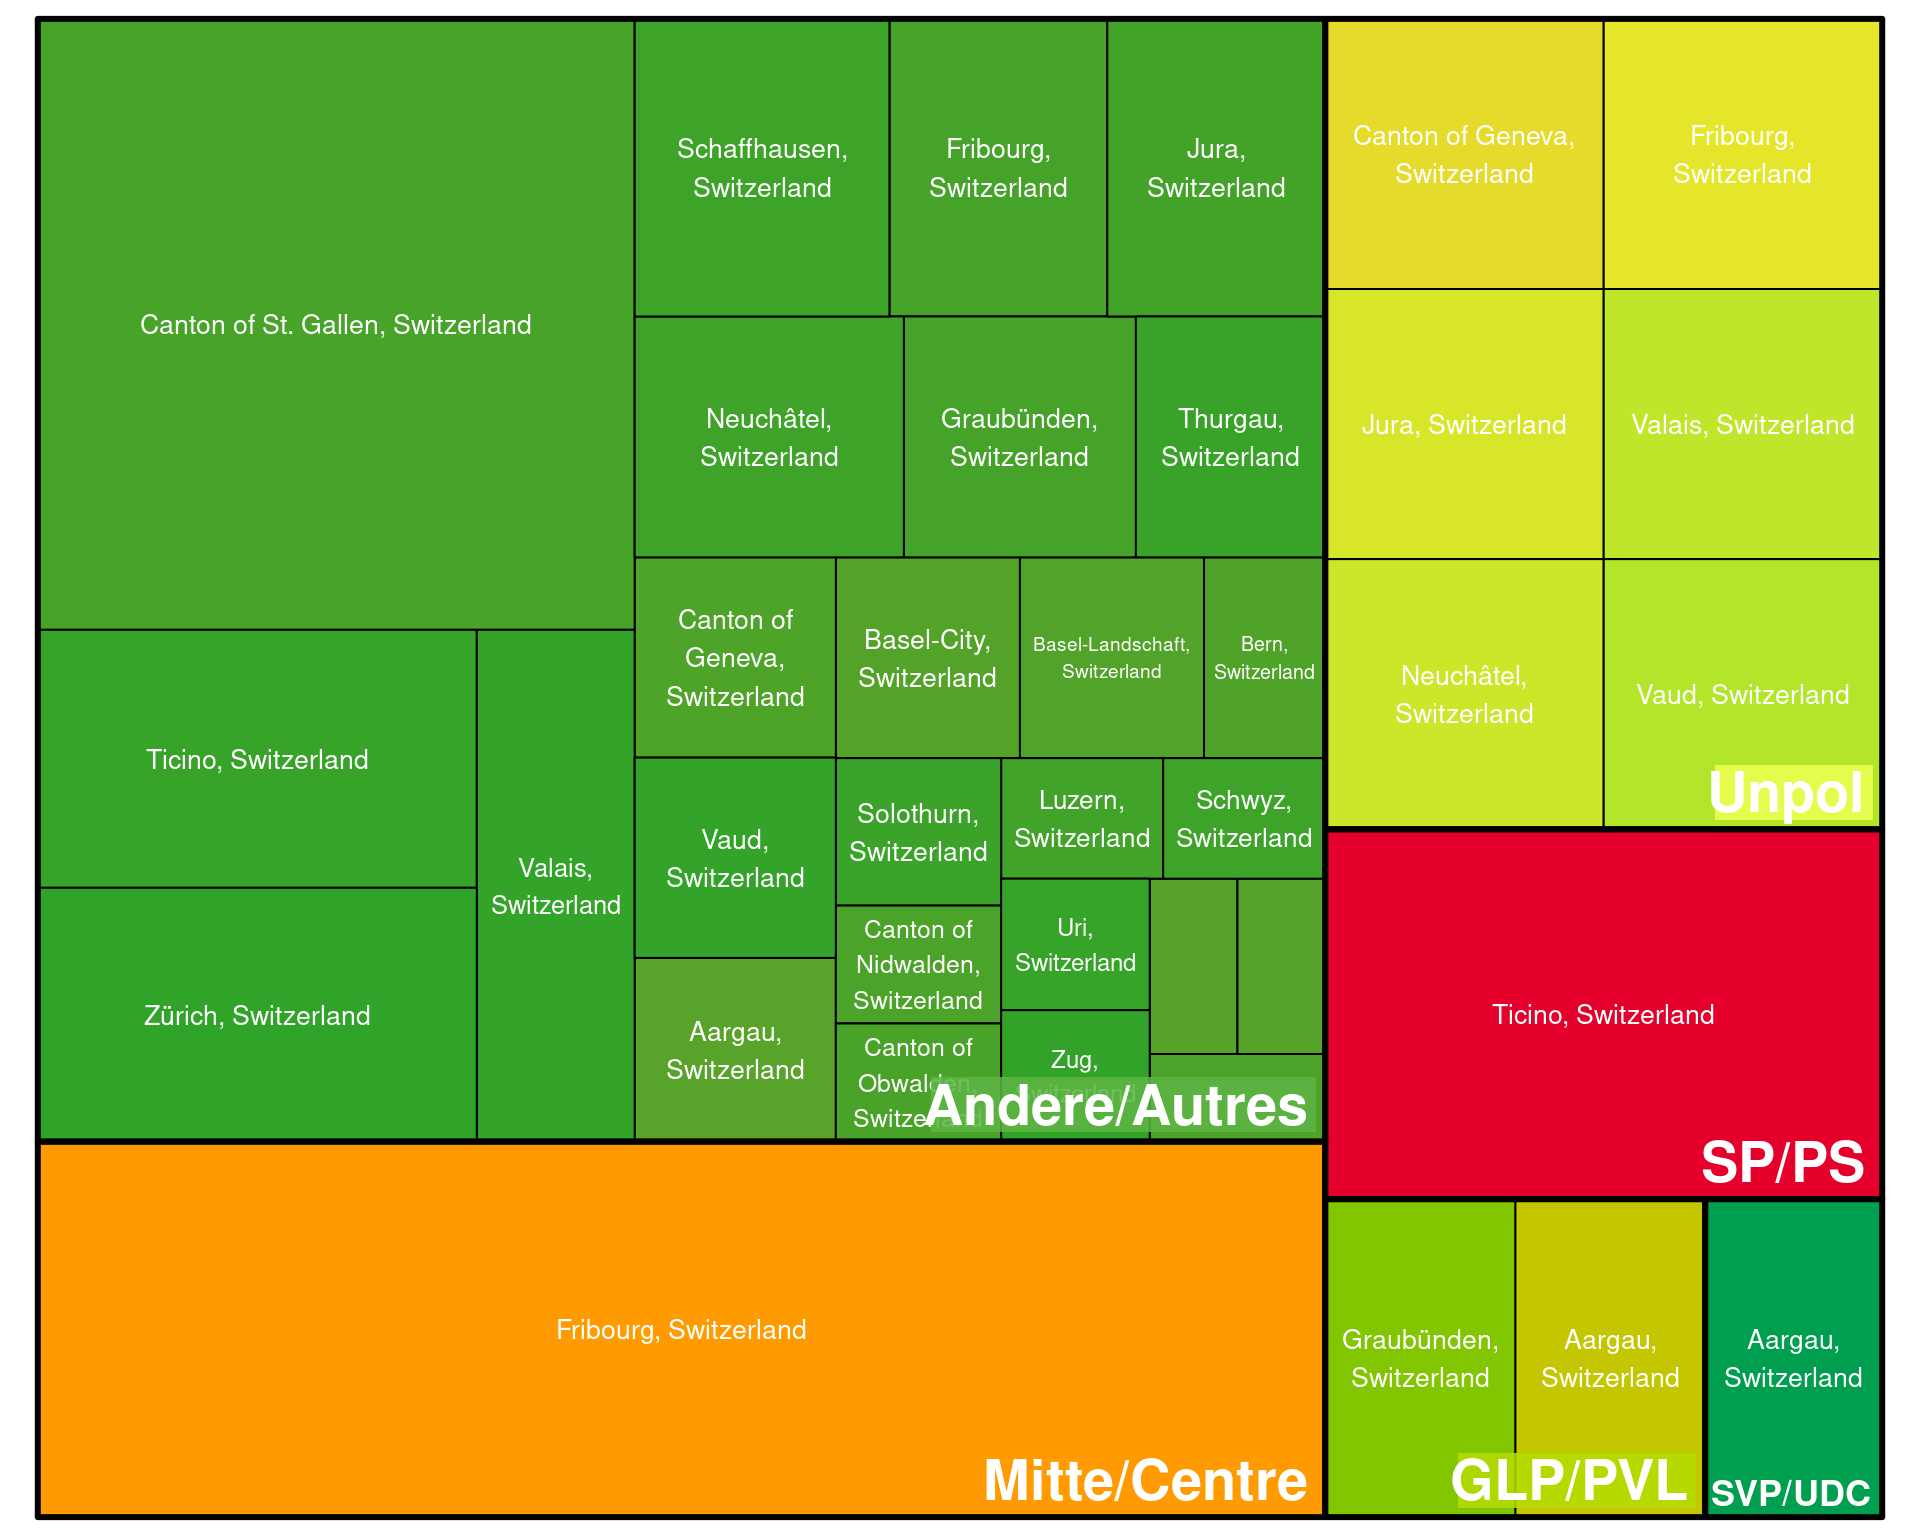 Canton of St. Gallen, Switzerland
Schaffhausen,
Switzerland
Fribourg,
Switzerland
Jura,
Switzerland
Neuchâtel,
Switzerland
Graubünden,
Switzerland
Thurgau,
Switzerland
Ticino, Switzerland
Zürich, Switzerland
Valais,
Switzerland
Canton of
Geneva,
Switzerland
Basel-City,
Switzerland
Basel-Landschaft,
Switzerland
Bern,
Switzerland
Vaud,
Switzerland
Aargau,
Switzerland
Solothurn,
Switzerland
Luzern,
Switzerland
Schwyz,
Switzerland
Canton of
Nidwalden,
Switzerland
Canton of
Obwalden,
Switzerland
Uri,
Switzerland
Zug,
Switzerland
Andere/Autres
Fribourg, Switzerland
Mitte/Centre
Canton of Geneva,
Switzerland
Fribourg,
Switzerland
Jura, Switzerland
Valais, Switzerland
Neuchâtel,
Switzerland
Vaud, Switzerland
Unpol
Ticino, Switzerland
SP/PS
Graubünden,
Switzerland
Aargau,
Switzerland
GLP/PVL
Aargau,
Switzerland
SVP/UDC